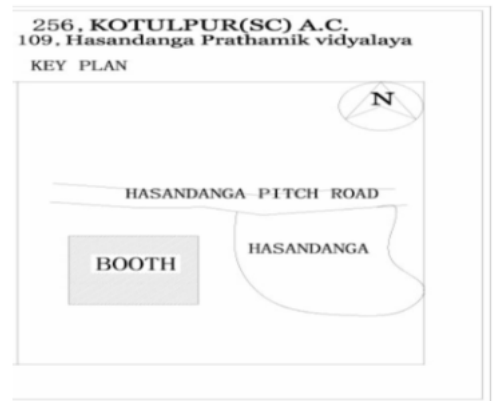 256, KOTULPUR(SC) A.C.
109, Hasandanga Prathamik vidyalaya
KEY PLAN
N
HASANDANGA PITCH ROAD
HASANDANGA
BOOTH